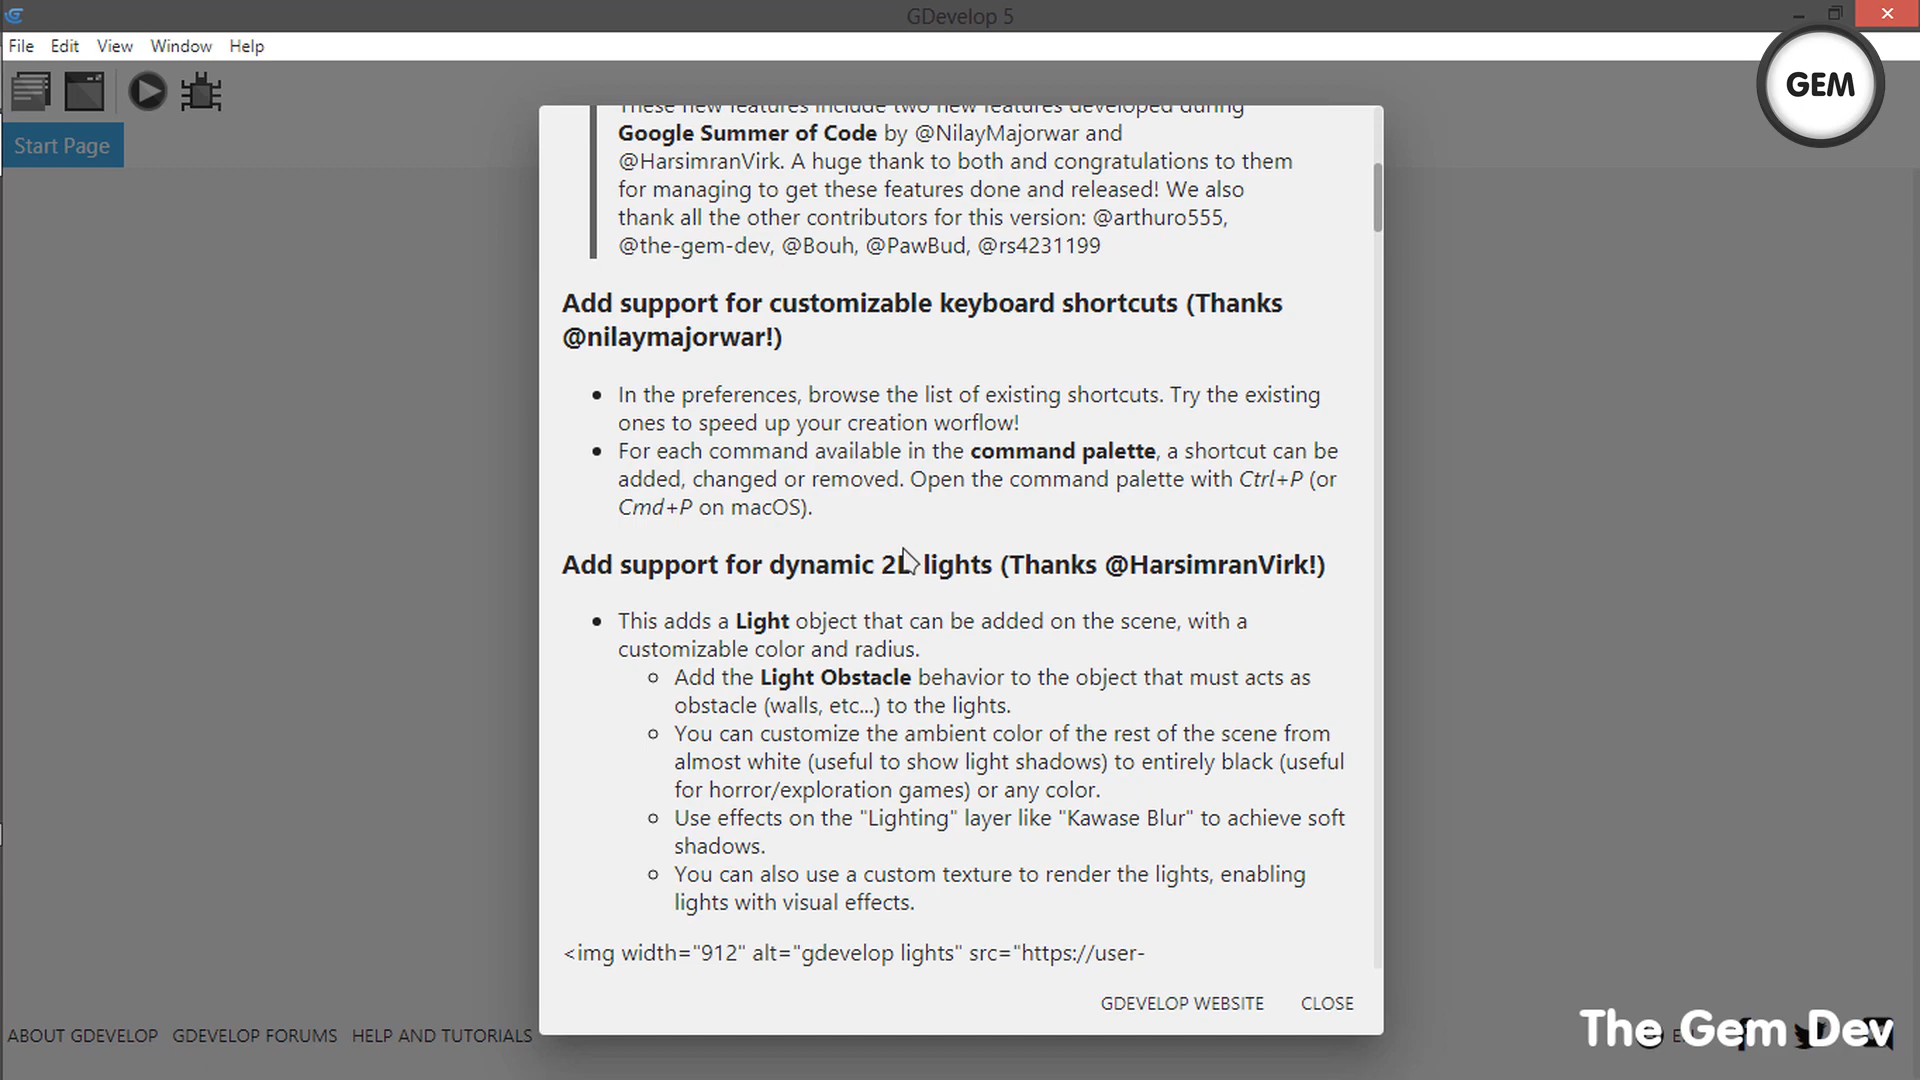 GDevelop 5
File Edit View Window Help
GEM
Start Page
These new features include two new features developed during
Google Summer of Code by @NilayMajorwar and
@HarsimranVirk. A huge thank to both and congratulations to them
for managing to get these features done and released! We also
thank all the other contributors for this version: @arthuro555,
@the-gem-dev, @Bouh, @PawBud, @rs4231199
Add support for customizable keyboard shortcuts (Thanks
@nilaymajorwar!)
In the preferences, browse the list of existing shortcuts. Try the existing
ones to speed up your creation worflow!
For each command available in the command palette, a shortcut can be
added, changed or removed. Open the command palette with Ctrl+P (or
Cmd+P on macOS).
Add support for dynamic 2D lights (Thanks @HarsimranVirk!)
This adds a Light object that can be added on the scene, with a
customizable color and radius.
Add the Light Obstacle behavior to the object that must acts as
obstacle (walls, etc...) to the lights.
You can customize the ambient color of the rest of the scene from
almost white (useful to show light shadows) to entirely black (useful
for horror/exploration games) or any color.
Use effects on the "Lighting" layer like "Kawase Blur" to achieve soft
shadows.
You can also use a custom texture to render the lights, enabling
lights with visual effects.
<img width="912" alt="gdevelop lights" src="https://user-
GDEVELOP WEBSITE CLOSE
ABOUT GDEVELOP GDEVELOP FORUMS HELP AND TUTORIALS
The Gem Dev